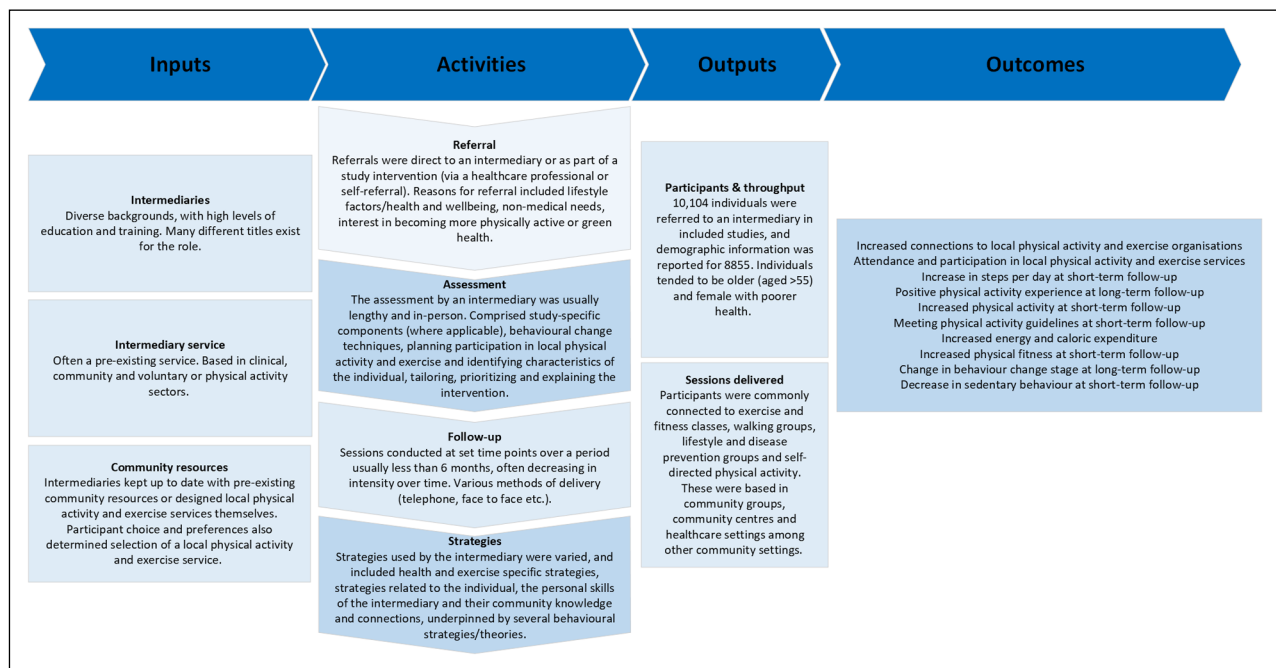 Inputs
Activities
Outputs
Outcomes
Intermediaries
Diverse backgrounds, with high levels of
education and training. Many different titles exist
for the role.
Intermediary service
Often a pre-existing service. Based in clinical,
community and voluntary or physical activity
sectors.
Community resources
Intermediaries kept up to date with pre-existing
community resources or designed local physical
activity and exercise services themselves.
Participant choice and preferences also
determined selection of a local physical activity
and exercise service.
Referral
Referrals were direct to an intermediary or as part of a
study intervention (via a healthcare professional or
self-referral). Reasons for referral included lifestyle
factors/health and wellbeing, non-medical needs,
interest in becoming more physically active or green
health.
Assessment
The assessment by an intermediary was usually
lengthy and in-person. Comprised study-specific
components (where applicable), behavioural change
techniques, planning participation in local physical
activity and exercise and identifying characteristics of
the individual, tailoring, prioritizing and explaining the
intervention.
Follow-up
Sessions conducted at set time points over a period
usually less than 6 months, often decreasing in
intensity over time. Various methods of delivery
(telephone, face to face etc.).
Strategies
Strategies used by the intermediary were varied, and
included health and exercise specific strategies,
strategies related to the individual, the personal skills
of the intermediary and their community knowledge
and connections, underpinned by several behavioural
strategies/theories.
Participants & throughput
10,104 individuals were
referred to an intermediary in
included studies, and
demographic information was
reported for 8855. Individuals
tended to be older (aged >55)
and female with poorer
health.
Sessions delivered
Participants were commonly
connected to exercise and
fitness classes, walking groups,
lifestyle and disease
prevention groups and self-
directed physical activity.
These were based in
community groups,
community centres and
healthcare settings among
other community settings.
Increased connections to local physical activity and exercise organisations
Attendance and participation in local physical activity and exercise services
Increase in steps per day at short-term follow-up
Positive physical activity experience at long-term follow-up
Increased physical activity at short-term follow-up
Meeting physical activity guidelines at short-term follow-up
Increased energy and caloric expenditure
Increased physical fitness at short-term follow-up
Change in behaviour change stage at long-term follow-up
Decrease in sedentary behaviour at short-term follow-up